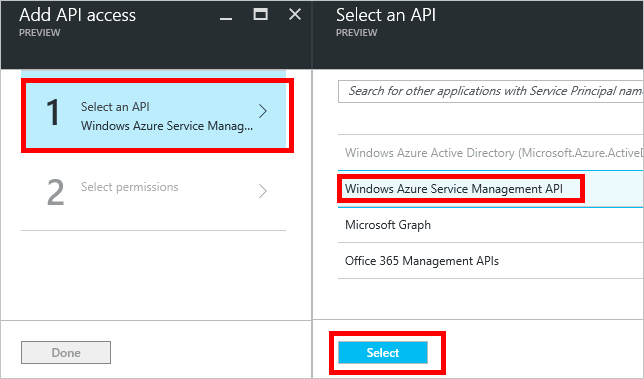 Add API access
PREVIEW
1
Select an API
Windows Azure Service Manag...
2
Select permissions
Done
Select an API
PREVIEW
Search for other applications with Service Principal name
Windows Azure Active Directory (Microsoft.Azure.ActiveD
Windows Azure Service Management API
Microsoft Graph
Office 365 Management APIs
Select